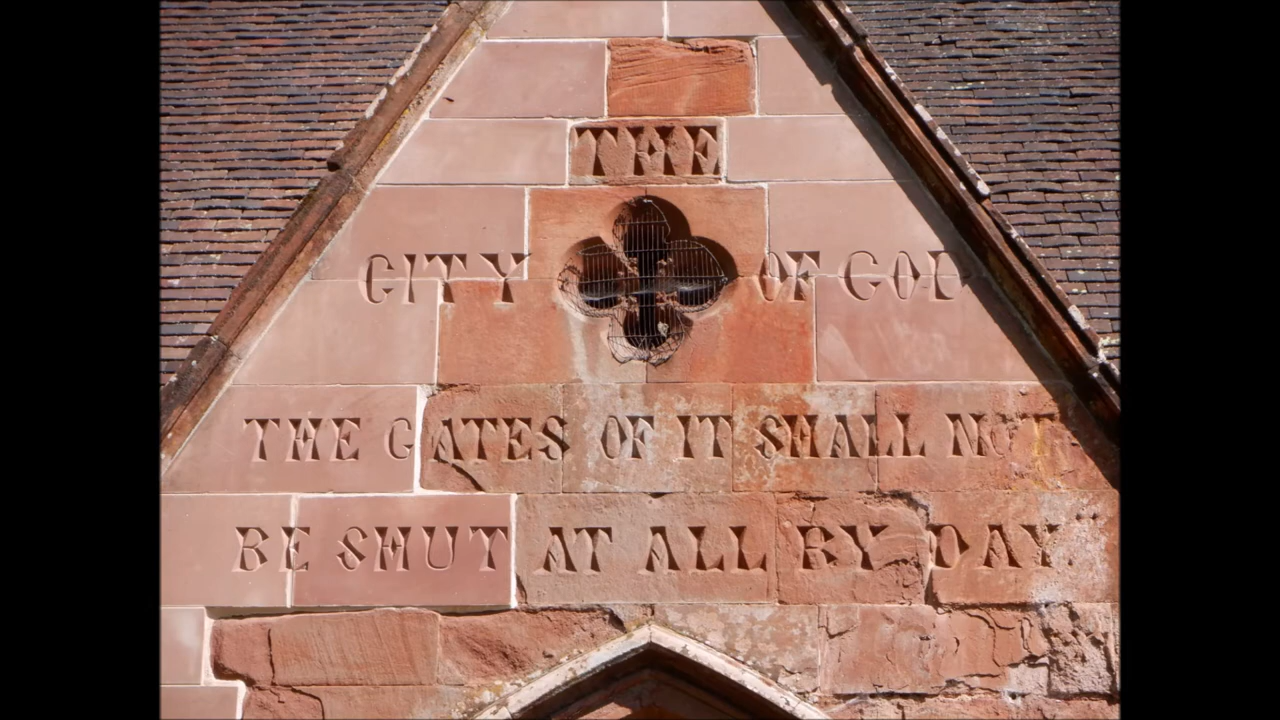 THE
CITY OF GOD
THE GATES OF IT SHALL NOT
BE SHUT AT ALL BY DAY